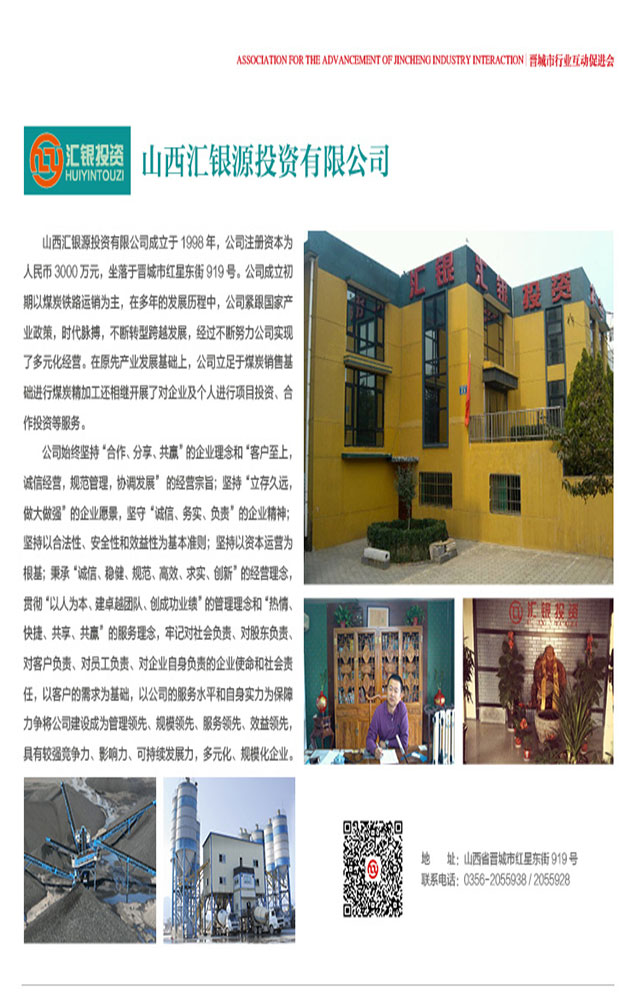 ASSOCIATION FOR THE ADVANCEMENT OF JINCHENG INDUSTRY INTERACTION | 晋城市行业互动促进会
汇银投资
HUIYINTOUZI
山西汇银源投资有限公司
山西汇银源投资有限公司成立于 1998 年，公司注册资本为
人民币 3000 万元，坐落于晋城市红星东街 919 号。公司成立初
期以煤炭铁路运销为主，在多年的发展历程中，公司紧跟国家产
业政策，时代脉搏，不断转型跨越发展，经过不断努力公司实现
了多元化经营。在原先产业发展基础上，公司立足于煤炭销售基
础进行煤炭精加工还相继开展了对企业及个人进行项目投资、合
作投资等服务。
公司始终坚持“合作、分享、共赢”的企业理念和“客户至上，
诚信经营，规范管理，协调发展” 的经营宗旨；坚持“立存久远，
做大做强”的企业愿景，坚守“诚信、务实、负责”的企业精神；
坚持以合法性、安全性和效益性为基本准则；坚持以资本运营为
根基；秉承“诚信、稳健、规范、高效、求实、创新”的经营理念，
贯彻“以人为本、建卓越团队、创成功业绩”的管理理念和“热情、
快捷、共享、共赢”的服务理念，牢记对社会负责、对股东负责、
对客户负责、对员工负责、对企业自身负责的企业使命和社会责
任，以客户的需求为基础，以公司的服务水平和自身实力为保障
力争将公司建设成为管理领先、规模领先、服务领先、效益领先，
具有较强竞争力、影响力、可持续发展力，多元化、规模化企业。
汇银 汇银投资
汇银投资
地 址：山西省晋城市红星东街 919 号
联系电话：0356-2055938 / 2055928